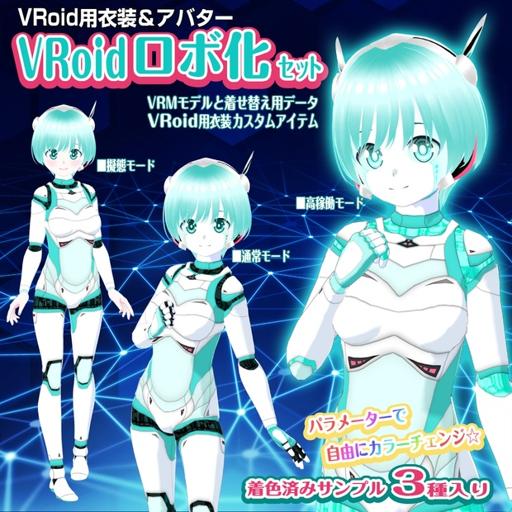 VRoid用衣装＆アバター
VRoidロボ化セット
VRMモデルと着せ替え用データ
VRoid用衣装カスタムアイテム
■擬態モード
■通常モード
■高稼働モード
パラメーターで
自由にカラーチェンジ☆
着色済みサンプル3種入り